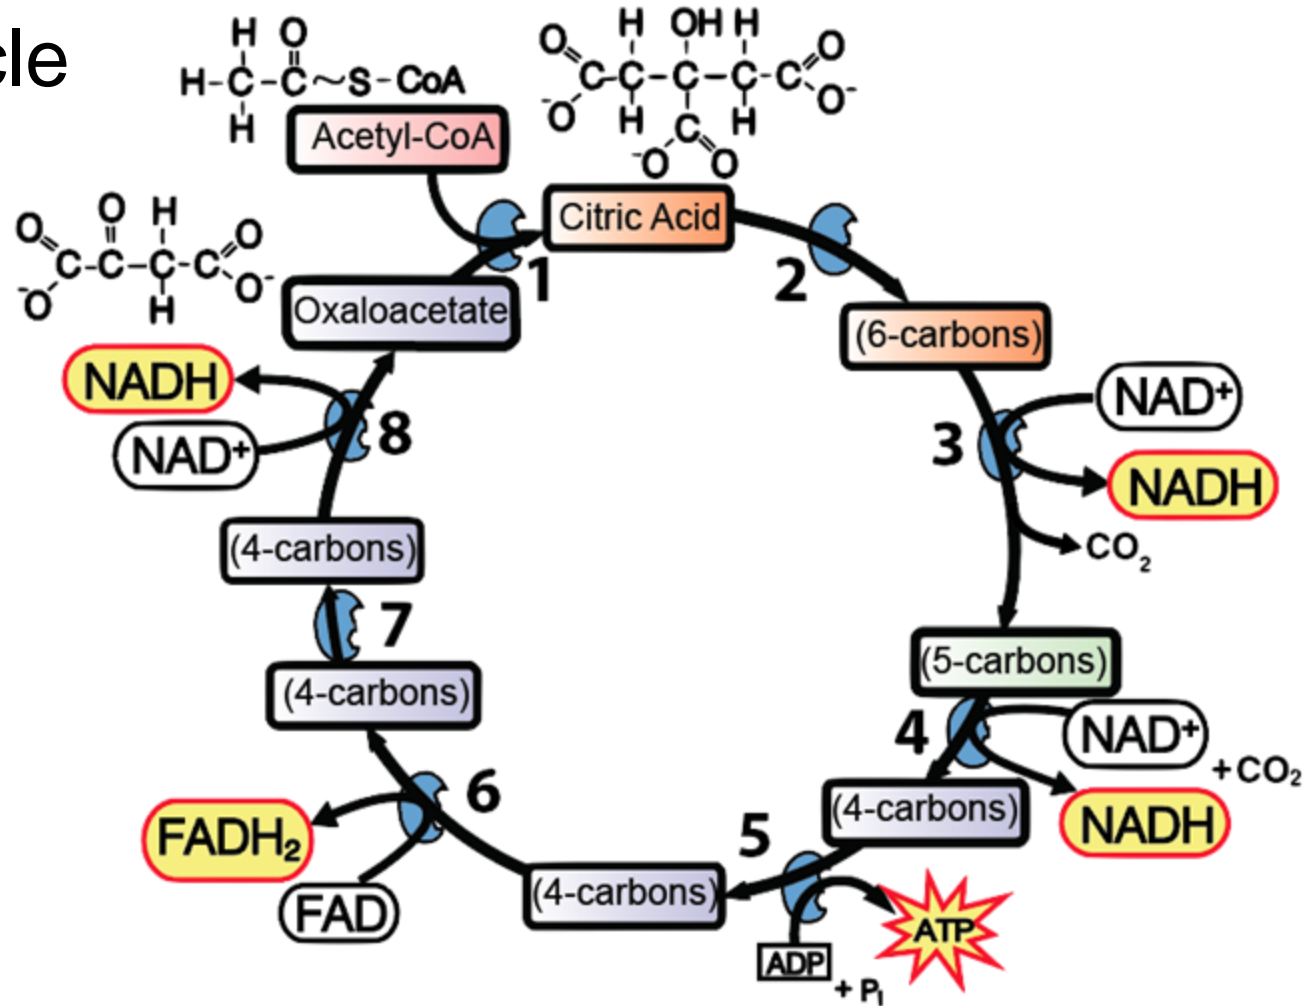 cle
H O
H-C-C~S-CoA
H
Acetyl-CoA
H OH H
O C-C-C-C-C O
⁻O H C H O⁻
⁻O O
Citric Acid
O O H O
C-C-C-C
⁻O H O⁻
Oxaloacetate
1
2
(6-carbons)
NADH
NAD⁺
8
3
NAD⁺
NADH
CO₂
(4-carbons)
7
(5-carbons)
(4-carbons)
4
NAD⁺
+CO₂
NADH
(4-carbons)
6
5
FADH₂
FAD
(4-carbons)
ATP
ADP
+ Pᵢ